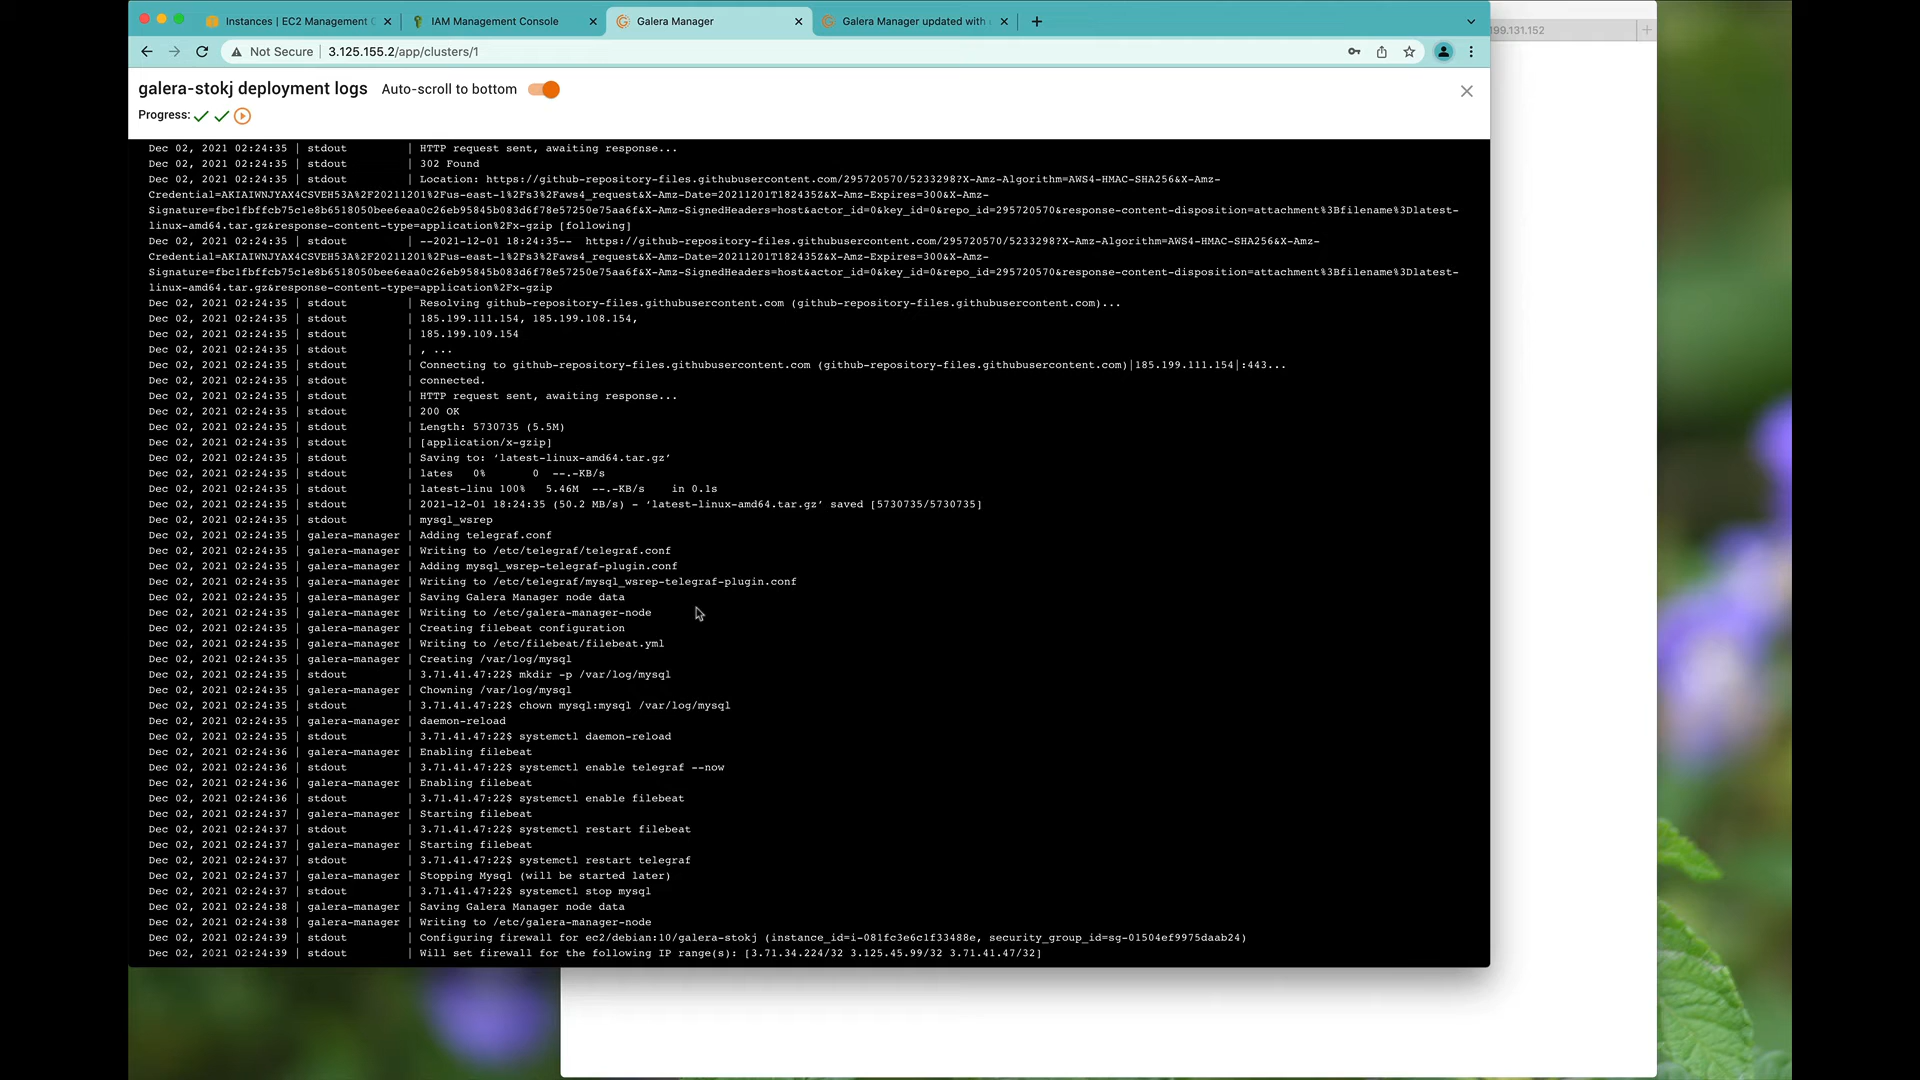 Instances | EC2 Management C
IAM Management Console
Galera Manager
Galera Manager updated with
Not Secure | 3.125.155.2/app/clusters/1
99.131.152
galera-stokj deployment logs Auto-scroll to bottom
Progress:
Dec 02, 2021 02:24:35 | stdout | HTTP request sent, awaiting response...
Dec 02, 2021 02:24:35 | stdout | 302 Found
Dec 02, 2021 02:24:35 | stdout | Location: https://github-repository-files.githubusercontent.com/295720570/5233298?X-Amz-Algorithm=AWS4-HMAC-SHA256&X-Amz-
Credential=AKIAIWNJYAX4CSVEH53A%2F20211201%2Fus-east-1%2Fs3%2Faws4_request&X-Amz-Date=20211201T182435Z&X-Amz-Expires=300&X-Amz-
Signature=fbc1fbffcb75c1e8b6518050bee6eaa0c26eb95845b083d6f78e57250e75aa6f&X-Amz-SignedHeaders=host&actor_id=0&key_id=0&repo_id=295720570&response-content-disposition=attachment%3Bfilename%3Dlatest-
linux-amd64.tar.gz&response-content-type=application%2Fx-gzip [following]
Dec 02, 2021 02:24:35 | stdout | --2021-12-01 18:24:35-- https://github-repository-files.githubusercontent.com/295720570/5233298?X-Amz-Algorithm=AWS4-HMAC-SHA256&X-Amz-
Credential=AKIAIWNJYAX4CSVEH53A%2F20211201%2Fus-east-1%2Fs3%2Faws4_request&X-Amz-Date=20211201T182435Z&X-Amz-Expires=300&X-Amz-
Signature=fbc1fbffcb75c1e8b6518050bee6eaa0c26eb95845b083d6f78e57250e75aa6f&X-Amz-SignedHeaders=host&actor_id=0&key_id=0&repo_id=295720570&response-content-disposition=attachment%3Bfilename%3Dlatest-
linux-amd64.tar.gz&response-content-type=application%2Fx-gzip
Dec 02, 2021 02:24:35 | stdout | Resolving github-repository-files.githubusercontent.com (github-repository-files.githubusercontent.com)...
Dec 02, 2021 02:24:35 | stdout | 185.199.111.154, 185.199.108.154,
Dec 02, 2021 02:24:35 | stdout | 185.199.109.154
Dec 02, 2021 02:24:35 | stdout | , ...
Dec 02, 2021 02:24:35 | stdout | Connecting to github-repository-files.githubusercontent.com (github-repository-files.githubusercontent.com)|185.199.111.154|:443...
Dec 02, 2021 02:24:35 | stdout | connected.
Dec 02, 2021 02:24:35 | stdout | HTTP request sent, awaiting response...
Dec 02, 2021 02:24:35 | stdout | 200 OK
Dec 02, 2021 02:24:35 | stdout | Length: 5730735 (5.5M)
Dec 02, 2021 02:24:35 | stdout | [application/x-gzip]
Dec 02, 2021 02:24:35 | stdout | Saving to: ‘latest-linux-amd64.tar.gz’
Dec 02, 2021 02:24:35 | stdout | lates 0% 0 --.-KB/s
Dec 02, 2021 02:24:35 | stdout | latest-linu 100% 5.46M --.-KB/s in 0.1s
Dec 02, 2021 02:24:35 | stdout | 2021-12-01 18:24:35 (50.2 MB/s) - ‘latest-linux-amd64.tar.gz’ saved [5730735/5730735]
Dec 02, 2021 02:24:35 | stdout | mysql_wsrep
Dec 02, 2021 02:24:35 | galera-manager | Adding telegraf.conf
Dec 02, 2021 02:24:35 | galera-manager | Writing to /etc/telegraf/telegraf.conf
Dec 02, 2021 02:24:35 | galera-manager | Adding mysql_wsrep-telegraf-plugin.conf
Dec 02, 2021 02:24:35 | galera-manager | Writing to /etc/telegraf/mysql_wsrep-telegraf-plugin.conf
Dec 02, 2021 02:24:35 | galera-manager | Saving Galera Manager node data
Dec 02, 2021 02:24:35 | galera-manager | Writing to /etc/galera-manager-node
Dec 02, 2021 02:24:35 | galera-manager | Creating filebeat configuration
Dec 02, 2021 02:24:35 | galera-manager | Writing to /etc/filebeat/filebeat.yml
Dec 02, 2021 02:24:35 | galera-manager | Creating /var/log/mysql
Dec 02, 2021 02:24:35 | stdout | 3.71.41.47:22$ mkdir -p /var/log/mysql
Dec 02, 2021 02:24:35 | galera-manager | Chowning /var/log/mysql
Dec 02, 2021 02:24:35 | stdout | 3.71.41.47:22$ chown mysql:mysql /var/log/mysql
Dec 02, 2021 02:24:35 | galera-manager | daemon-reload
Dec 02, 2021 02:24:35 | stdout | 3.71.41.47:22$ systemctl daemon-reload
Dec 02, 2021 02:24:36 | galera-manager | Enabling filebeat
Dec 02, 2021 02:24:36 | stdout | 3.71.41.47:22$ systemctl enable telegraf --now
Dec 02, 2021 02:24:36 | galera-manager | Enabling filebeat
Dec 02, 2021 02:24:36 | stdout | 3.71.41.47:22$ systemctl enable filebeat
Dec 02, 2021 02:24:37 | galera-manager | Starting filebeat
Dec 02, 2021 02:24:37 | stdout | 3.71.41.47:22$ systemctl restart filebeat
Dec 02, 2021 02:24:37 | galera-manager | Starting filebeat
Dec 02, 2021 02:24:37 | stdout | 3.71.41.47:22$ systemctl restart telegraf
Dec 02, 2021 02:24:37 | galera-manager | Stopping Mysql (will be started later)
Dec 02, 2021 02:24:37 | stdout | 3.71.41.47:22$ systemctl stop mysql
Dec 02, 2021 02:24:38 | galera-manager | Saving Galera Manager node data
Dec 02, 2021 02:24:38 | galera-manager | Writing to /etc/galera-manager-node
Dec 02, 2021 02:24:39 | stdout | Configuring firewall for ec2/debian:10/galera-stokj (instance_id=i-081fc3e6c1f33488e, security_group_id=sg-01504ef9975daab24)
Dec 02, 2021 02:24:39 | stdout | Will set firewall for the following IP range(s): [3.71.34.224/32 3.125.45.99/32 3.71.41.47/32]